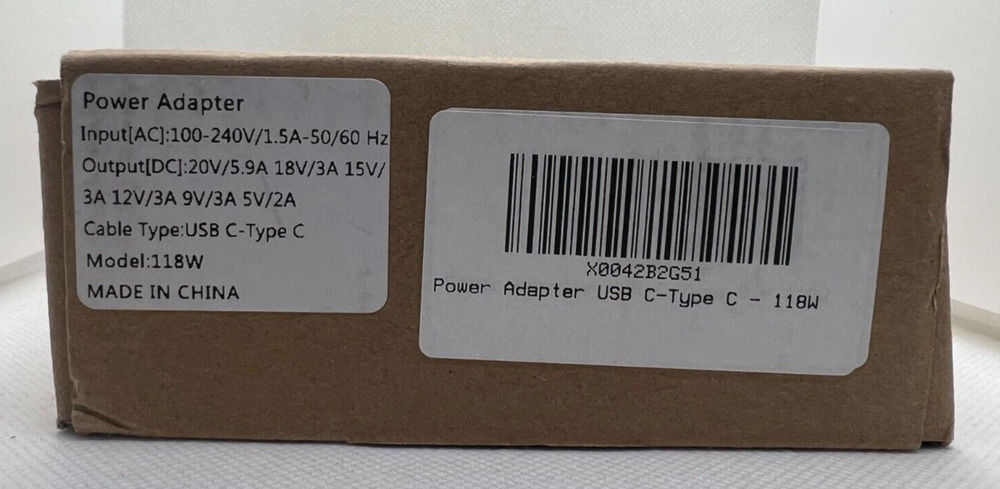 Power Adapter
Input[AC]:100-240V/1.5A-50/60 Hz
Output[DC]:20V/5.9A 18V/3A 15V/
3A 12V/3A 9V/3A 5V/2A
Cable Type:USB C-Type C
Model:118W
MADE IN CHINA
X0042B2G51
Power Adapter USB C-Type C - 118W